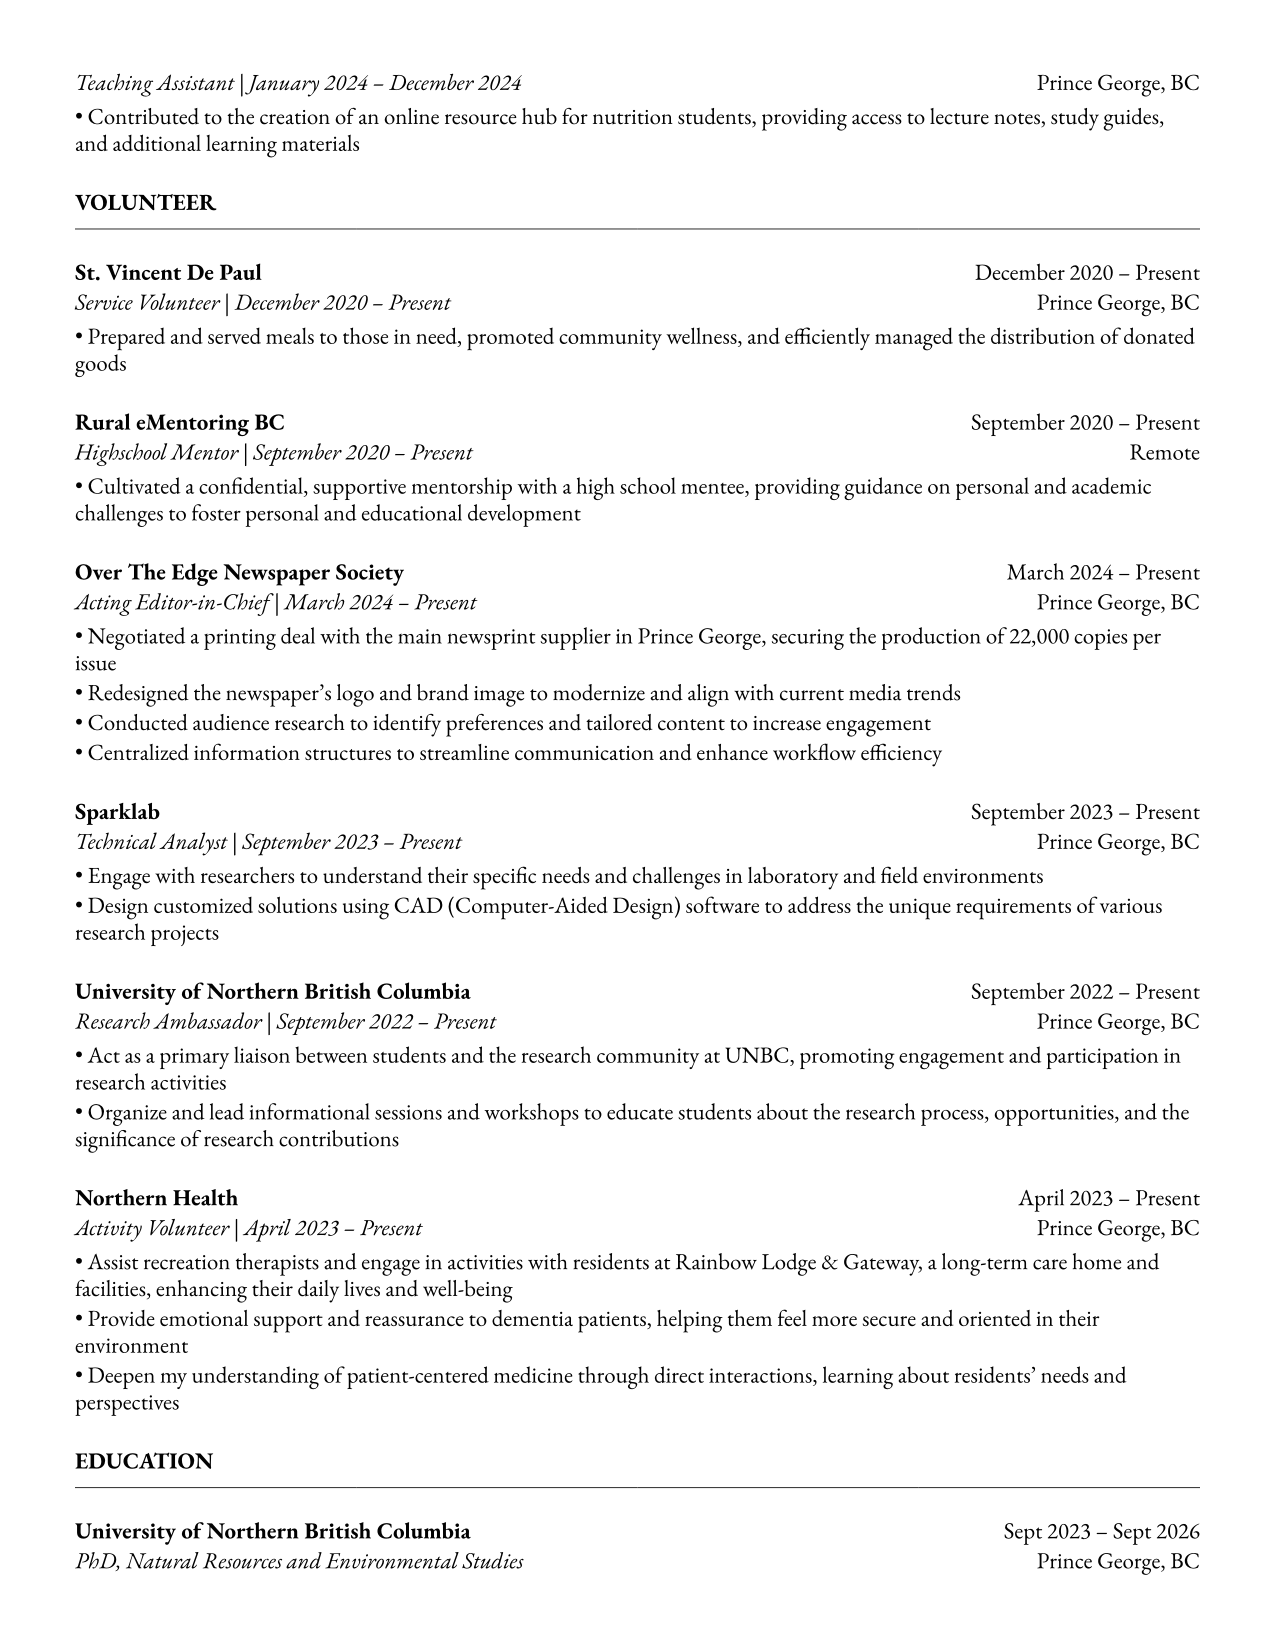 Teaching Assistant | January 2024 – December 2024 Prince George, BC
• Contributed to the creation of an online resource hub for nutrition students, providing access to lecture notes, study guides,
and additional learning materials
VOLUNTEER
St. Vincent De Paul December 2020 – Present
Service Volunteer | December 2020 – Present Prince George, BC
• Prepared and served meals to those in need, promoted community wellness, and efficiently managed the distribution of donated
goods
Rural eMentoring BC September 2020 – Present
Highschool Mentor | September 2020 – Present Remote
• Cultivated a confidential, supportive mentorship with a high school mentee, providing guidance on personal and academic
challenges to foster personal and educational development
Over The Edge Newspaper Society March 2024 – Present
Acting Editor-in-Chief | March 2024 – Present Prince George, BC
• Negotiated a printing deal with the main newsprint supplier in Prince George, securing the production of 22,000 copies per
issue
• Redesigned the newspaper’s logo and brand image to modernize and align with current media trends
• Conducted audience research to identify preferences and tailored content to increase engagement
• Centralized information structures to streamline communication and enhance workflow efficiency
Sparklab September 2023 – Present
Technical Analyst | September 2023 – Present Prince George, BC
• Engage with researchers to understand their specific needs and challenges in laboratory and field environments
• Design customized solutions using CAD (Computer-Aided Design) software to address the unique requirements of various
research projects
University of Northern British Columbia September 2022 – Present
Research Ambassador | September 2022 – Present Prince George, BC
• Act as a primary liaison between students and the research community at UNBC, promoting engagement and participation in
research activities
• Organize and lead informational sessions and workshops to educate students about the research process, opportunities, and the
significance of research contributions
Northern Health April 2023 – Present
Activity Volunteer | April 2023 – Present Prince George, BC
• Assist recreation therapists and engage in activities with residents at Rainbow Lodge & Gateway, a long-term care home and
facilities, enhancing their daily lives and well-being
• Provide emotional support and reassurance to dementia patients, helping them feel more secure and oriented in their
environment
• Deepen my understanding of patient-centered medicine through direct interactions, learning about residents’ needs and
perspectives
EDUCATION
University of Northern British Columbia Sept 2023 – Sept 2026
PhD, Natural Resources and Environmental Studies Prince George, BC